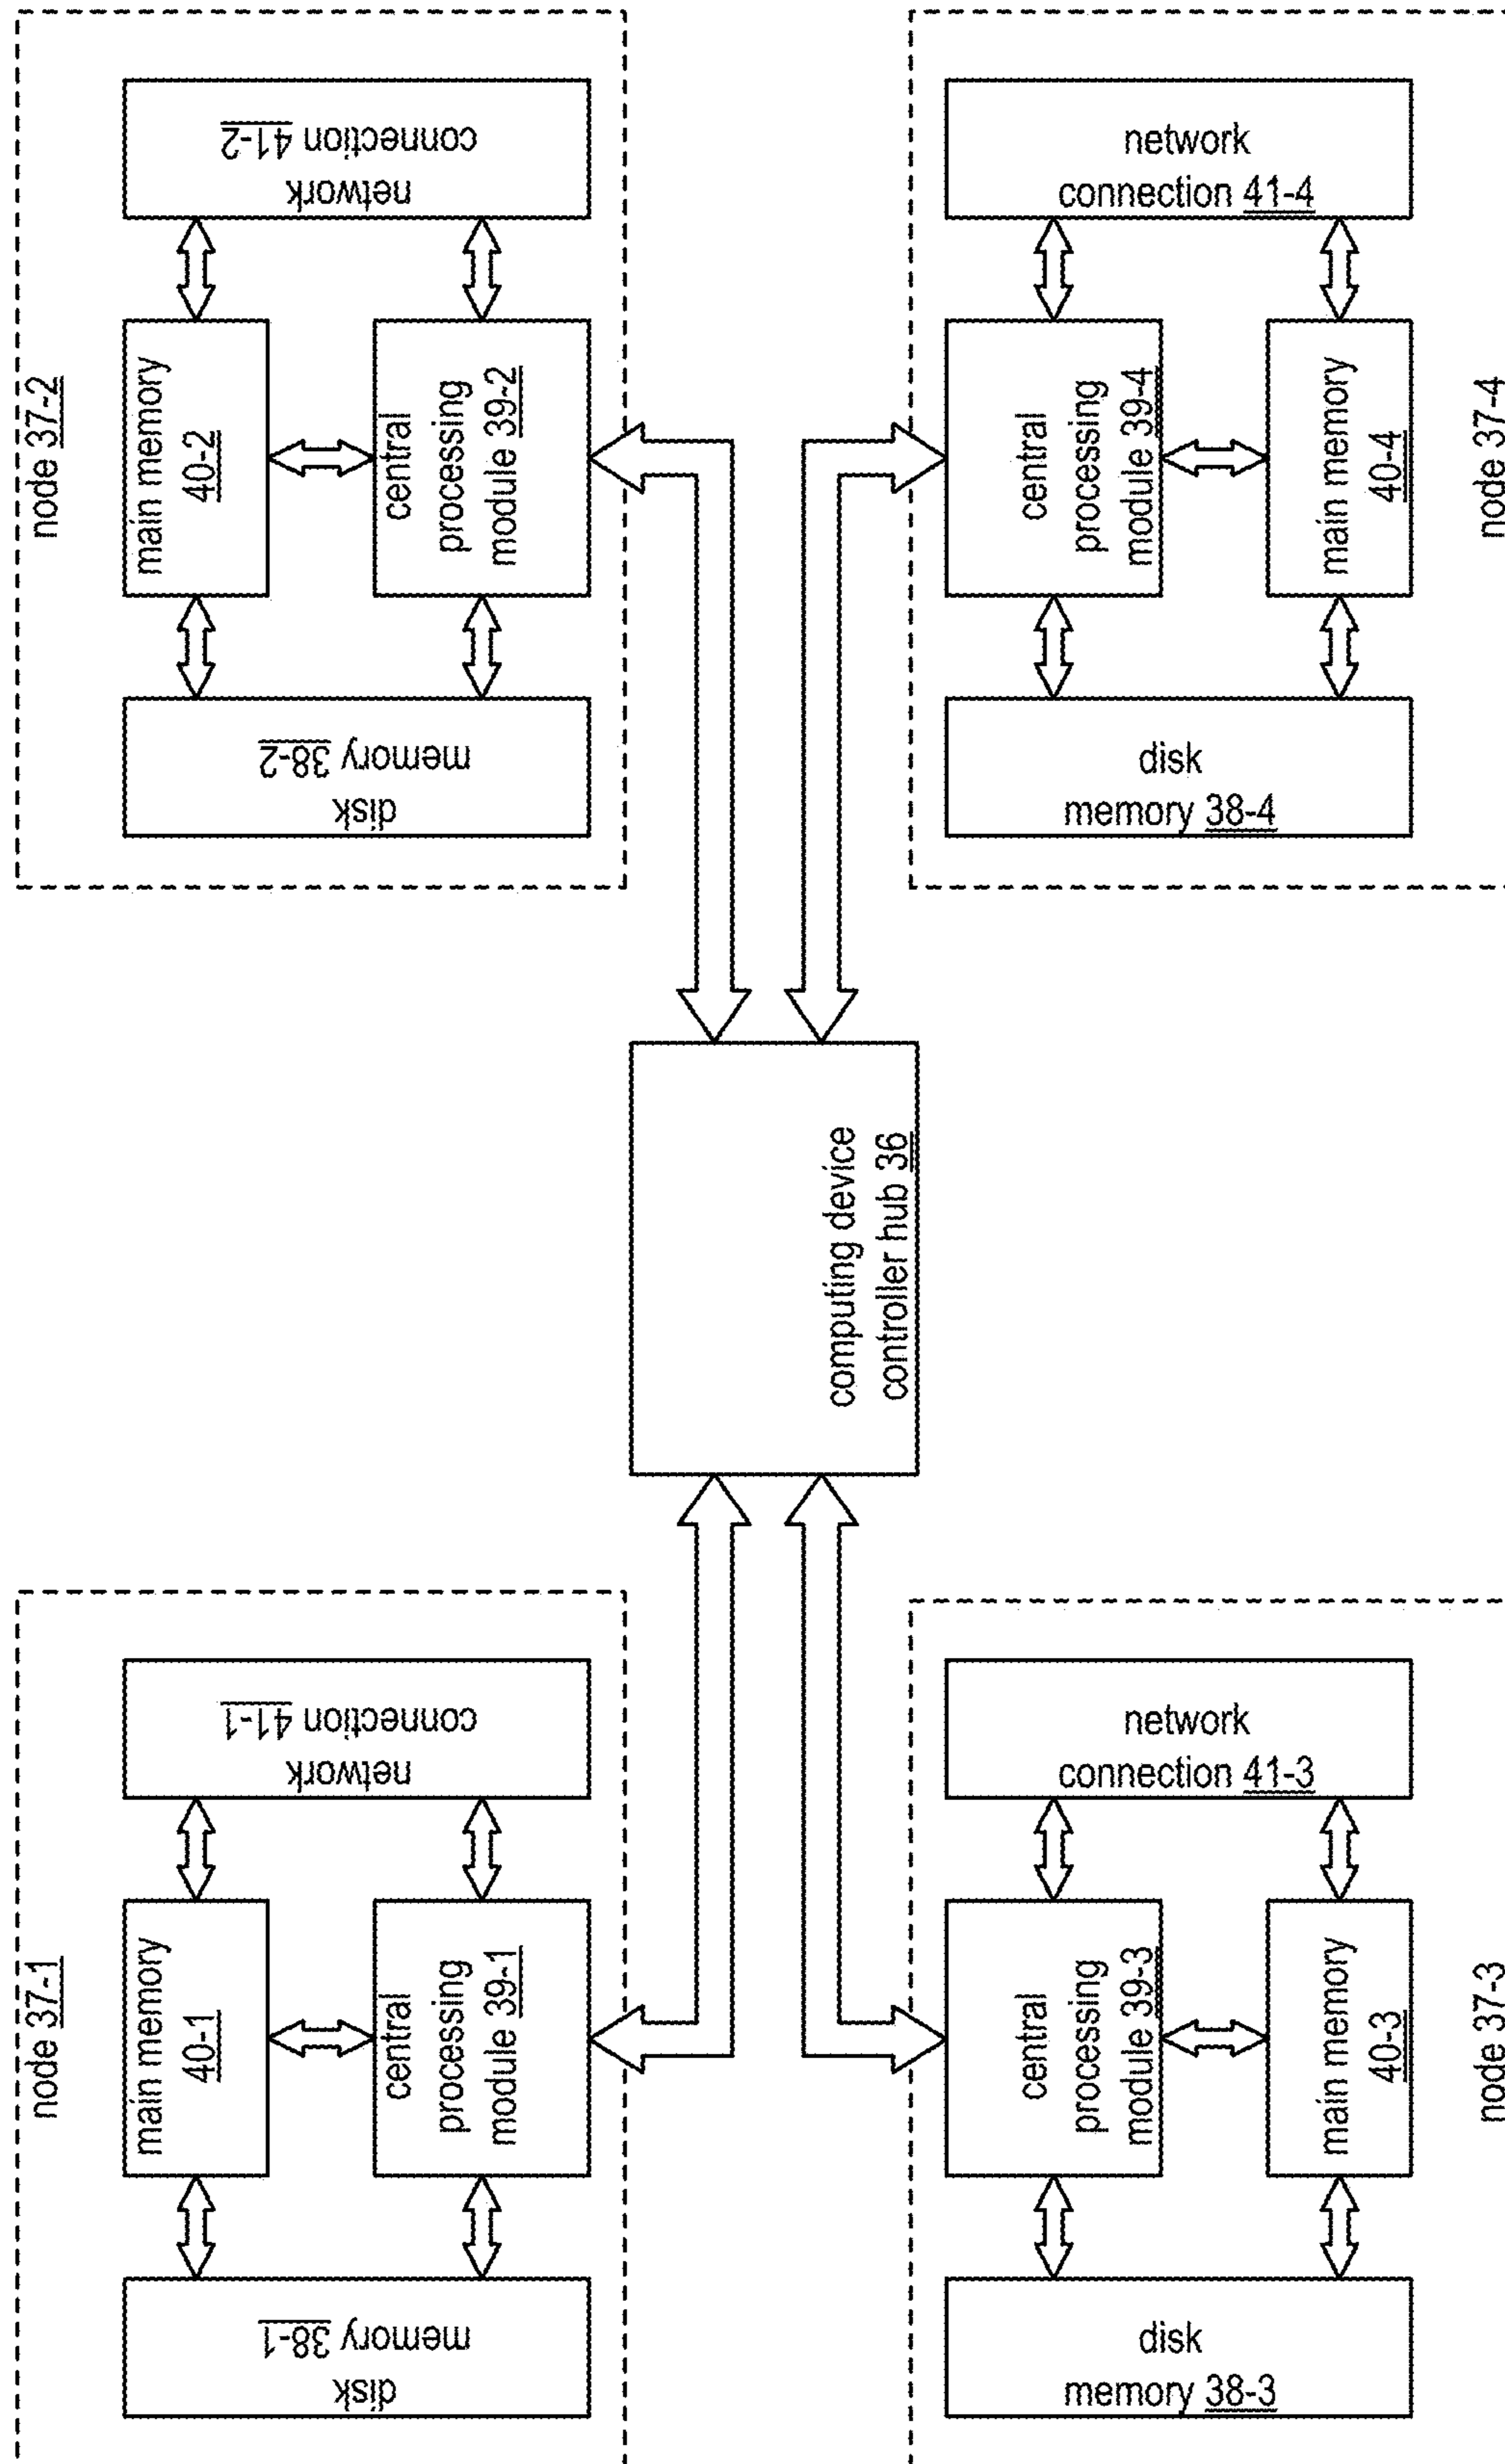 node 37-1
main memory
40-1
central
processing
module 39-1
disk
memory 38-1
network
connection 41-1
node 37-2
main memory
40-2
central
processing
module 39-2
disk
memory 38-2
network
connection 41-2
computing device
controller hub 36
disk
memory 38-3
central
processing
module 39-3
main memory
40-3
network
connection 41-3
node 37-3
disk
memory 38-4
central
processing
module 39-4
main memory
40-4
network
connection 41-4
node 37-4